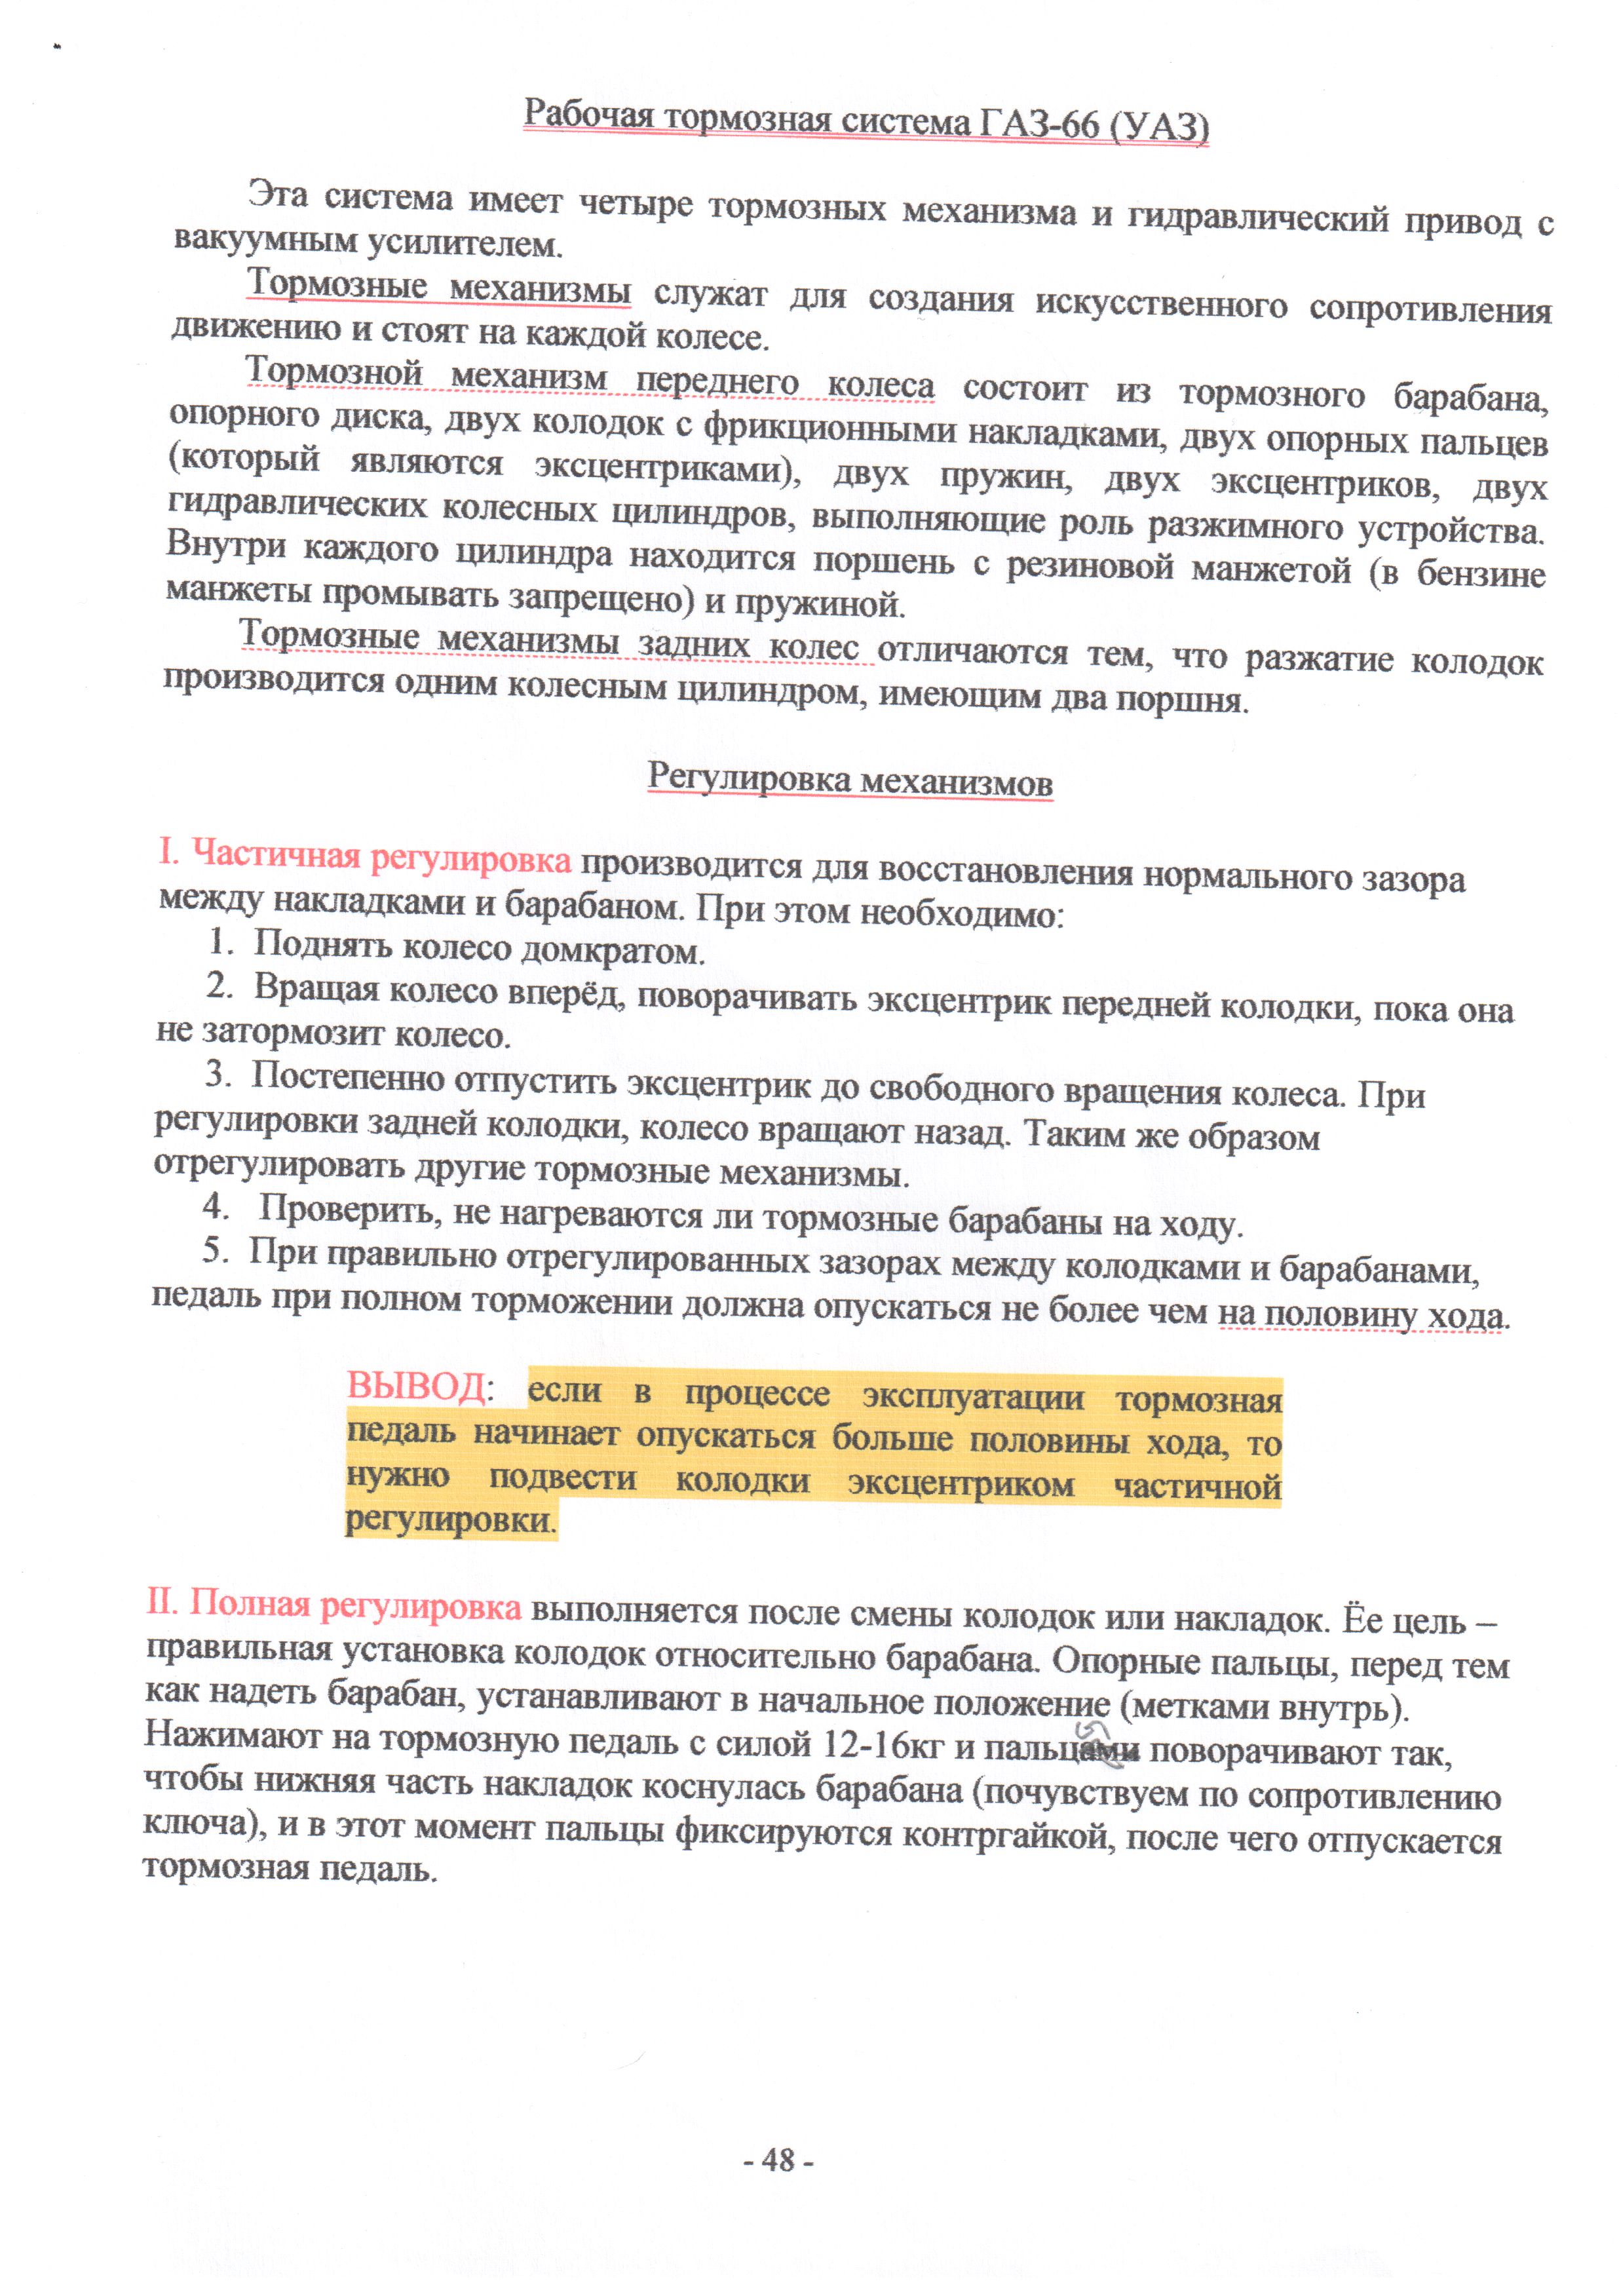 Рабочая тормозная система ГАЗ-66 (УАЗ)
Эта система имеет четыре тормозных механизма и гидравлический привод с
вакуумным усилителем.
Тормозные механизмы служат для создания искусственного сопротивления
движению и стоят на каждой колесе.
Тормозной механизм переднего колеса состоит из тормозного барабана,
опорного диска, двух колодок с фрикционными накладками, двух опорных пальцев
(который являются эксцентриками), двух пружин, двух эксцентриков, двух
гидравлических колесных цилиндров, выполняющие роль разжимного устройства.
Внутри каждого цилиндра находится поршень с резиновой манжетой (в бензине
манжеты промывать запрещено) и пружиной.
Тормозные механизмы задних колес отличаются тем, что разжатие колодок
производится одним колесным цилиндром, имеющим два поршня.
Регулировка механизмов
I. Частичная регулировка производится для восстановления нормального зазора
между накладками и барабаном. При этом необходимо:
1. Поднять колесо домкратом.
2. Вращая колесо вперёд, поворачивать эксцентрик передней колодки, пока она
не затормозит колесо.
3. Постепенно отпустить эксцентрик до свободного вращения колеса. При
регулировки задней колодки, колесо вращают назад. Таким же образом
отрегулировать другие тормозные механизмы.
4. Проверить, не нагреваются ли тормозные барабаны на ходу.
5. При правильно отрегулированных зазорах между колодками и барабанами,
педаль при полном торможении должна опускаться не более чем на половину хода.
ВЫВОД: если в процессе эксплуатации тормозная
педаль начинает опускаться больше половины хода, то
нужно подвести колодки эксцентриком частичной
регулировки.
II. Полная регулировка выполняется после смены колодок или накладок. Ёе цель –
правильная установка колодок относительно барабана. Опорные пальцы, перед тем
как надеть барабан, устанавливают в начальное положение (метками внутрь).
Нажимают на тормозную педаль с силой 12-16кг и пальцами поворачивают так,
чтобы нижняя часть накладок коснулась барабана (почувствуем по сопротивлению
ключа), и в этот момент пальцы фиксируются контргайкой, после чего отпускается
тормозная педаль.
- 48 -